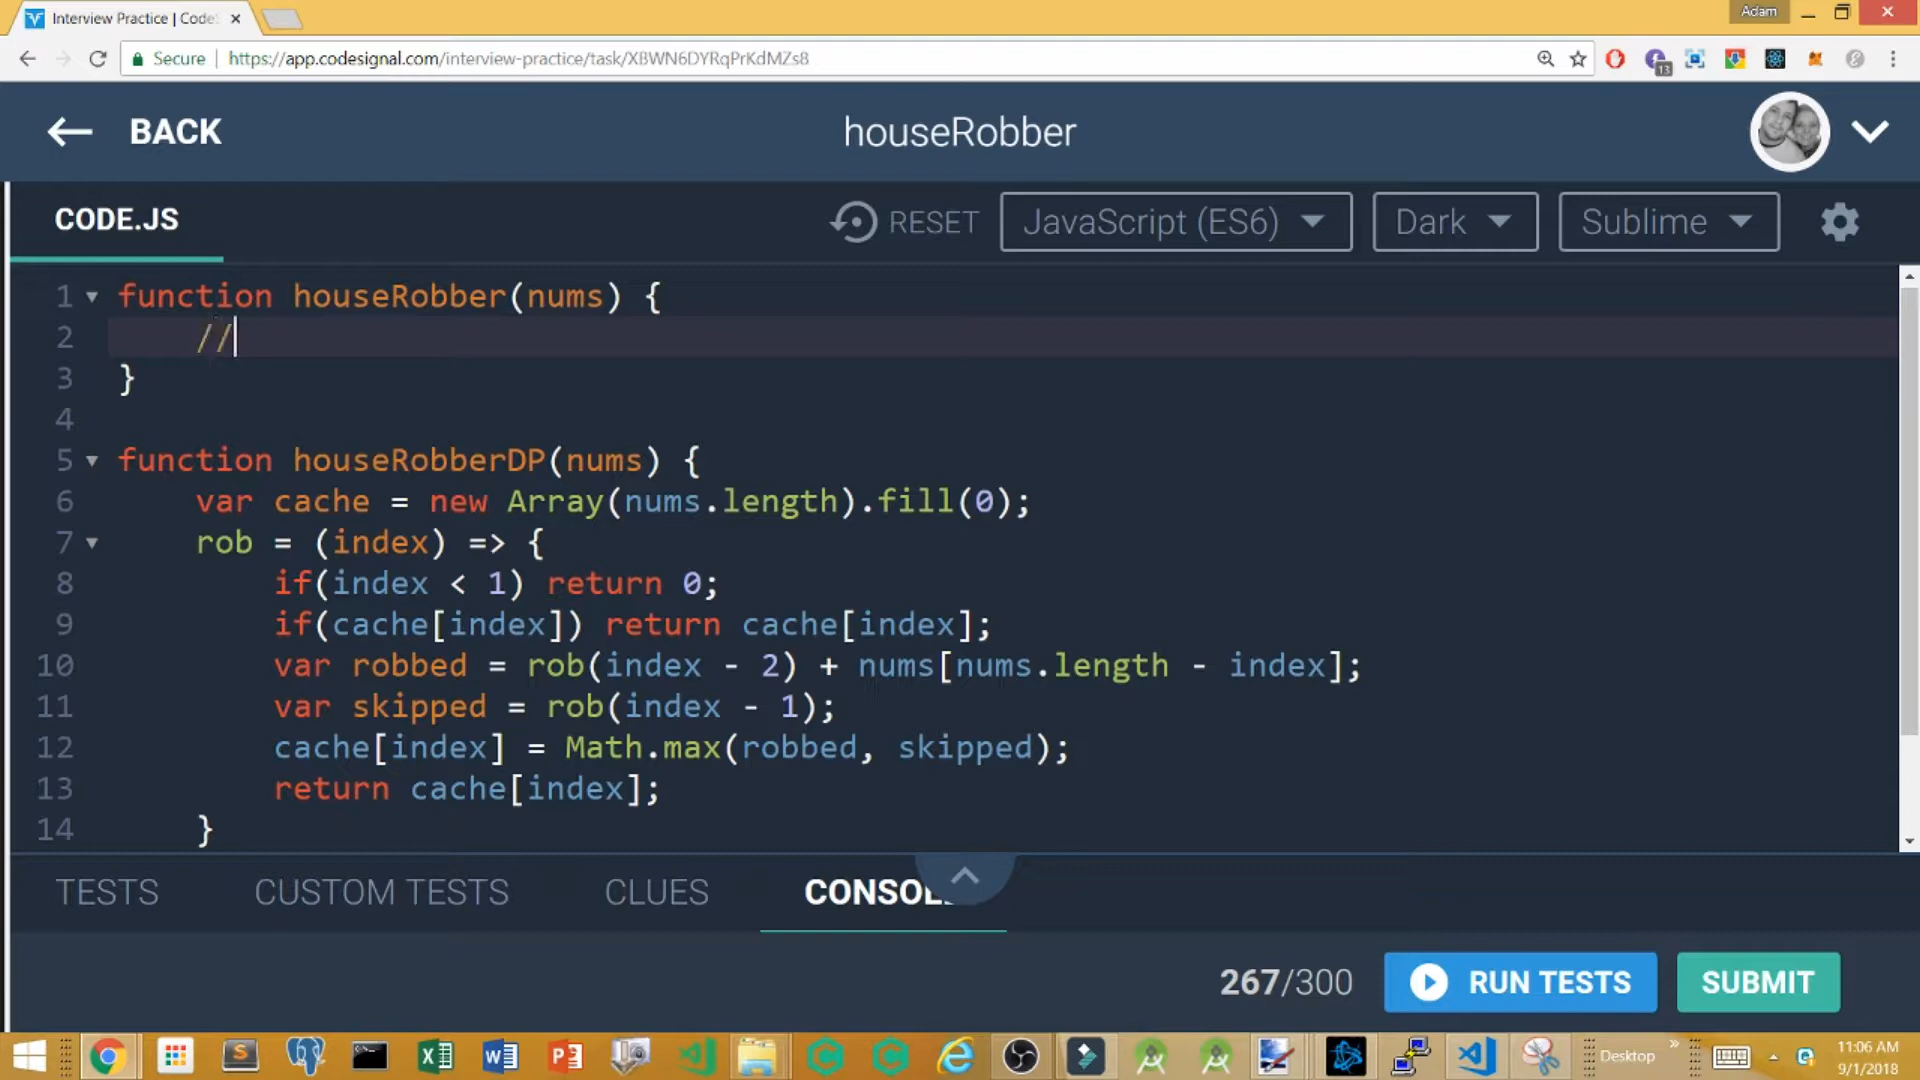 Interview Practice | Code
Adam
Secure
https://app.codesignal.com/interview-practice/task/XBWN6DYRqPrKdMZs8
13
BACK
houseRobber
CODE.JS
RESET
JavaScript (ES6)
Dark
Sublime
1 function houseRobber(nums) {
2 //
3 }
4
5 function houseRobberDP(nums) {
6 var cache = new Array(nums.length).fill(0);
7 rob = (index) => {
8 if(index < 1) return 0;
9 if(cache[index]) return cache[index];
10 var robbed = rob(index - 2) + nums[nums.length - index];
11 var skipped = rob(index - 1);
12 cache[index] = Math.max(robbed, skipped);
13 return cache[index];
14 }
TESTS
CUSTOM TESTS
CLUES
CONSOL
267/300
RUN TESTS
SUBMIT
Desktop
11:06 AM
9/1/2018